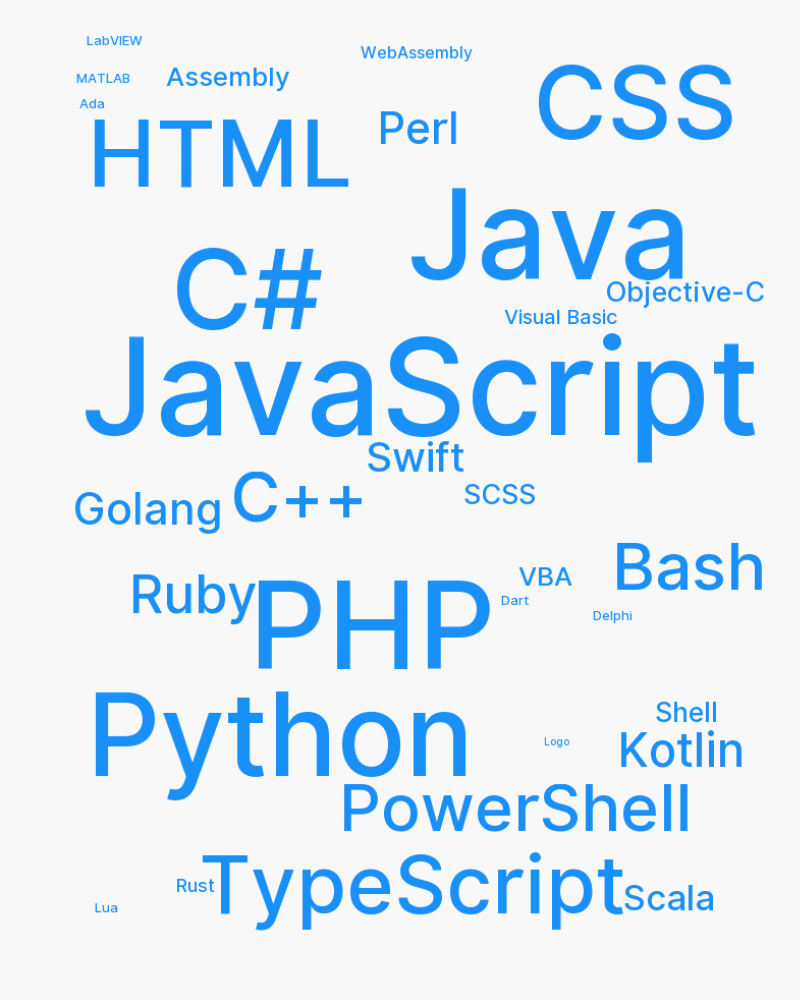 LabVIEW
WebAssembly
MATLAB
Assembly
CSS
Ada
HTML
Perl
Java
C#
Objective-C
Visual Basic
JavaScript
Swift
Golang
C++
SCSS
Bash
Ruby
PHP
VBA
Dart
Delphi
Python
Shell
Logo
Kotlin
PowerShell
TypeScript
Rust
Scala
Lua